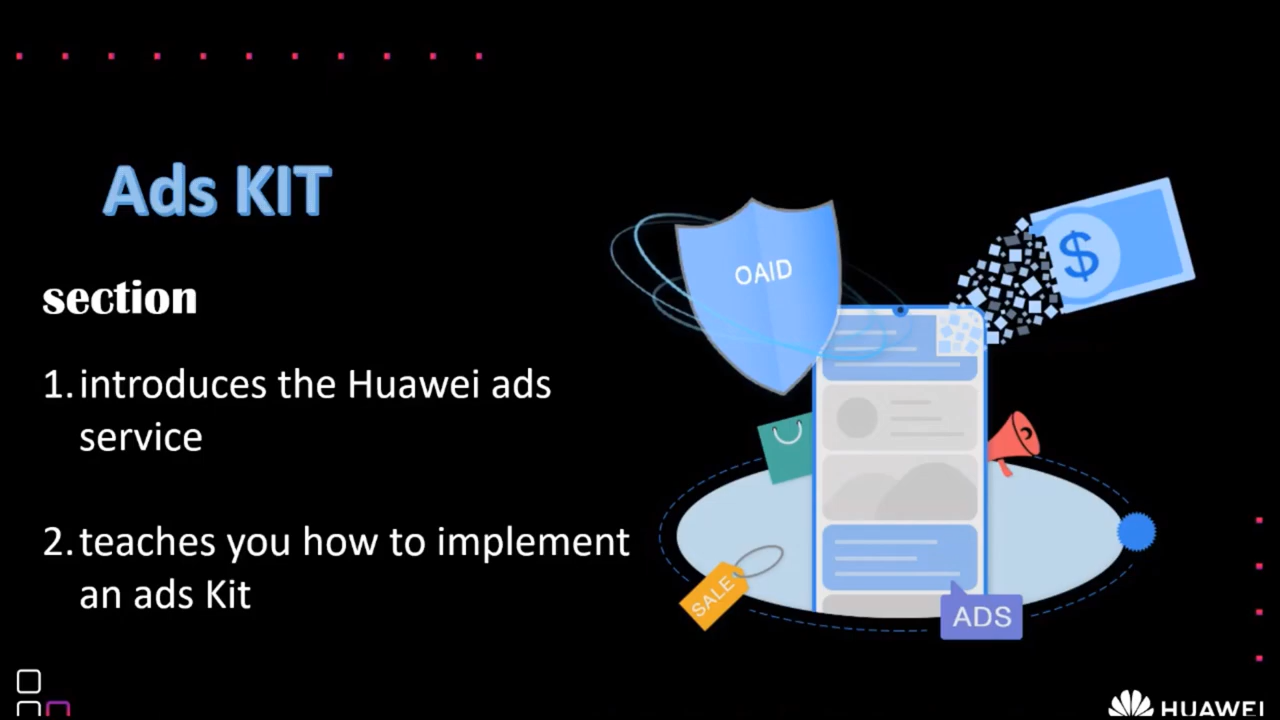 Ads KIT
section
1. introduces the Huawei ads
service
2. teaches you how to implement
an ads Kit
OAID
$
SALE
ADS
HUAWEI